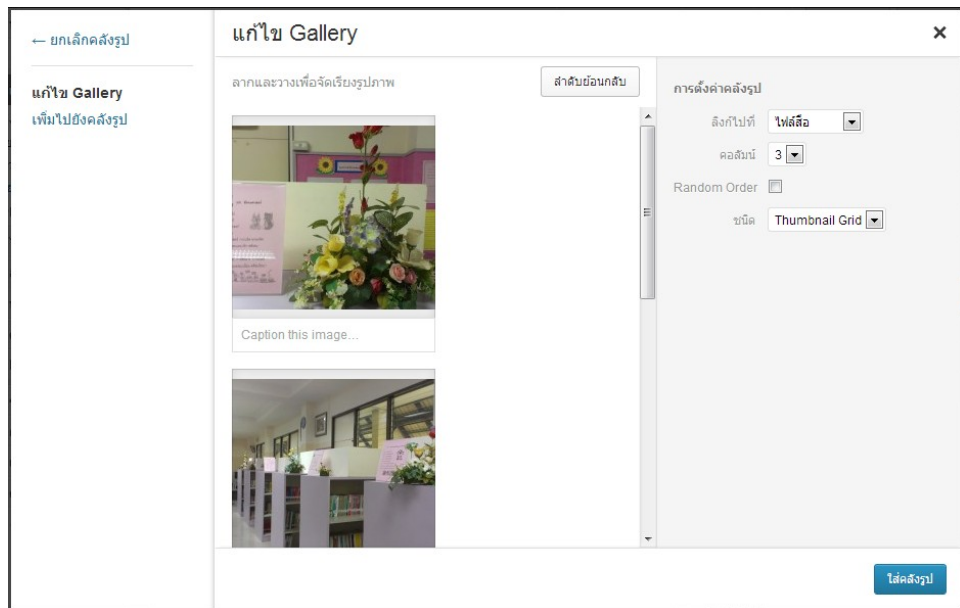 ← ยกเลิกคลังรูป
แก้ไข Gallery
เพิ่มไปยังคลังรูป
แก้ไข Gallery
×
ลากและวางเพื่อจัดเรียงรูปภาพ
ลำดับย้อนกลับ
Caption this image...
การตั้งค่าคลังรูป
ลิงก์ไปที่ ไฟล์สื่อ
คอลัมน์ 3
Random Order
ชนิด Thumbnail Grid
ใส่คลังรูป